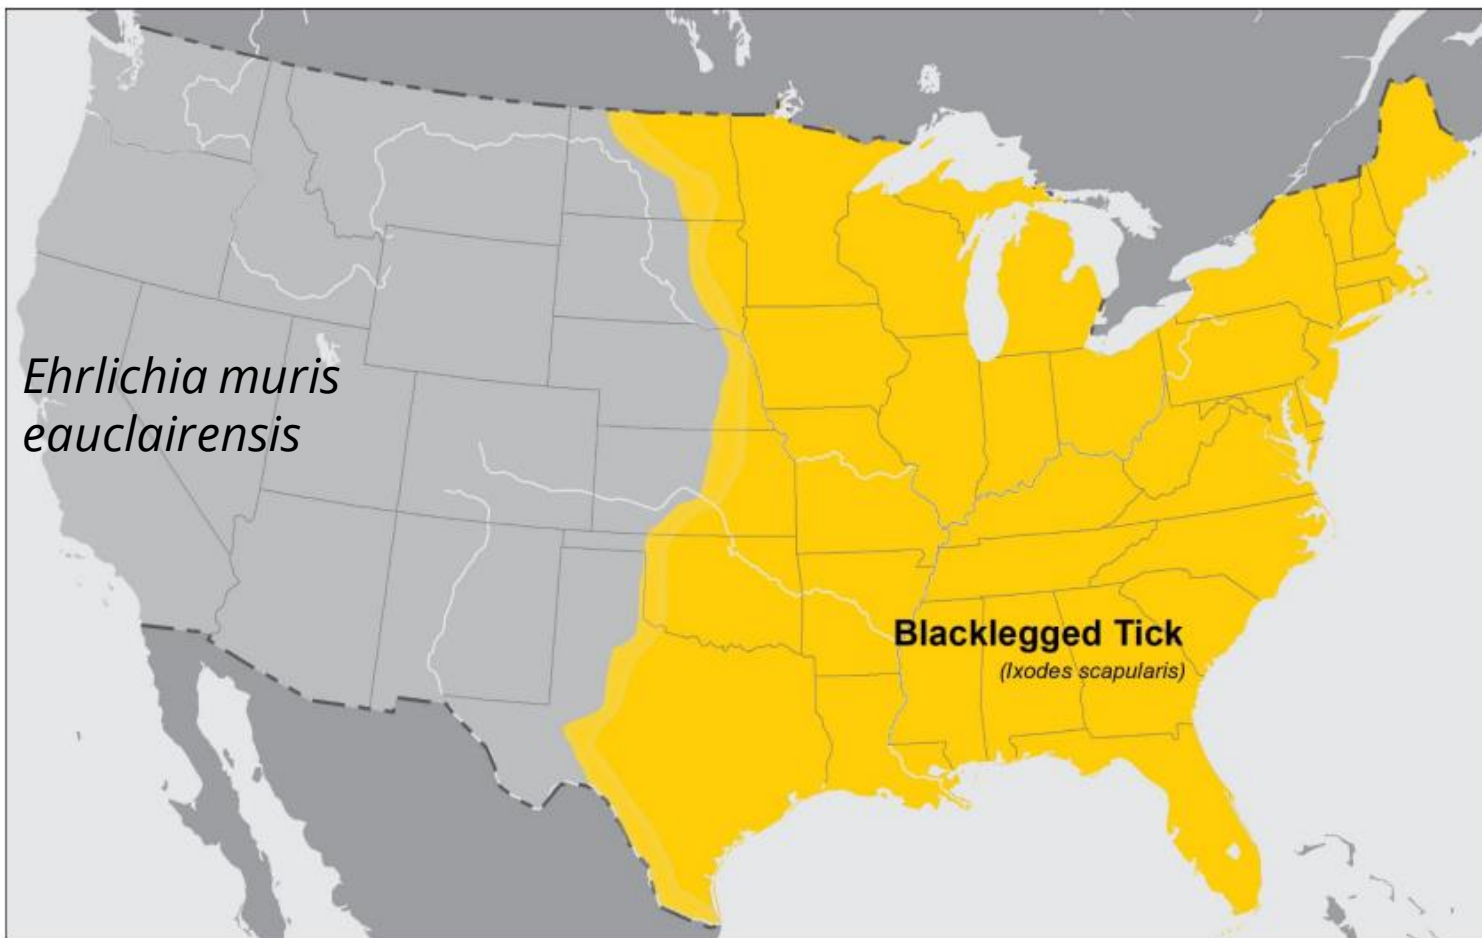 Ehrlichia muris
eauclairensis
Blacklegged Tick
(Ixodes scapularis)